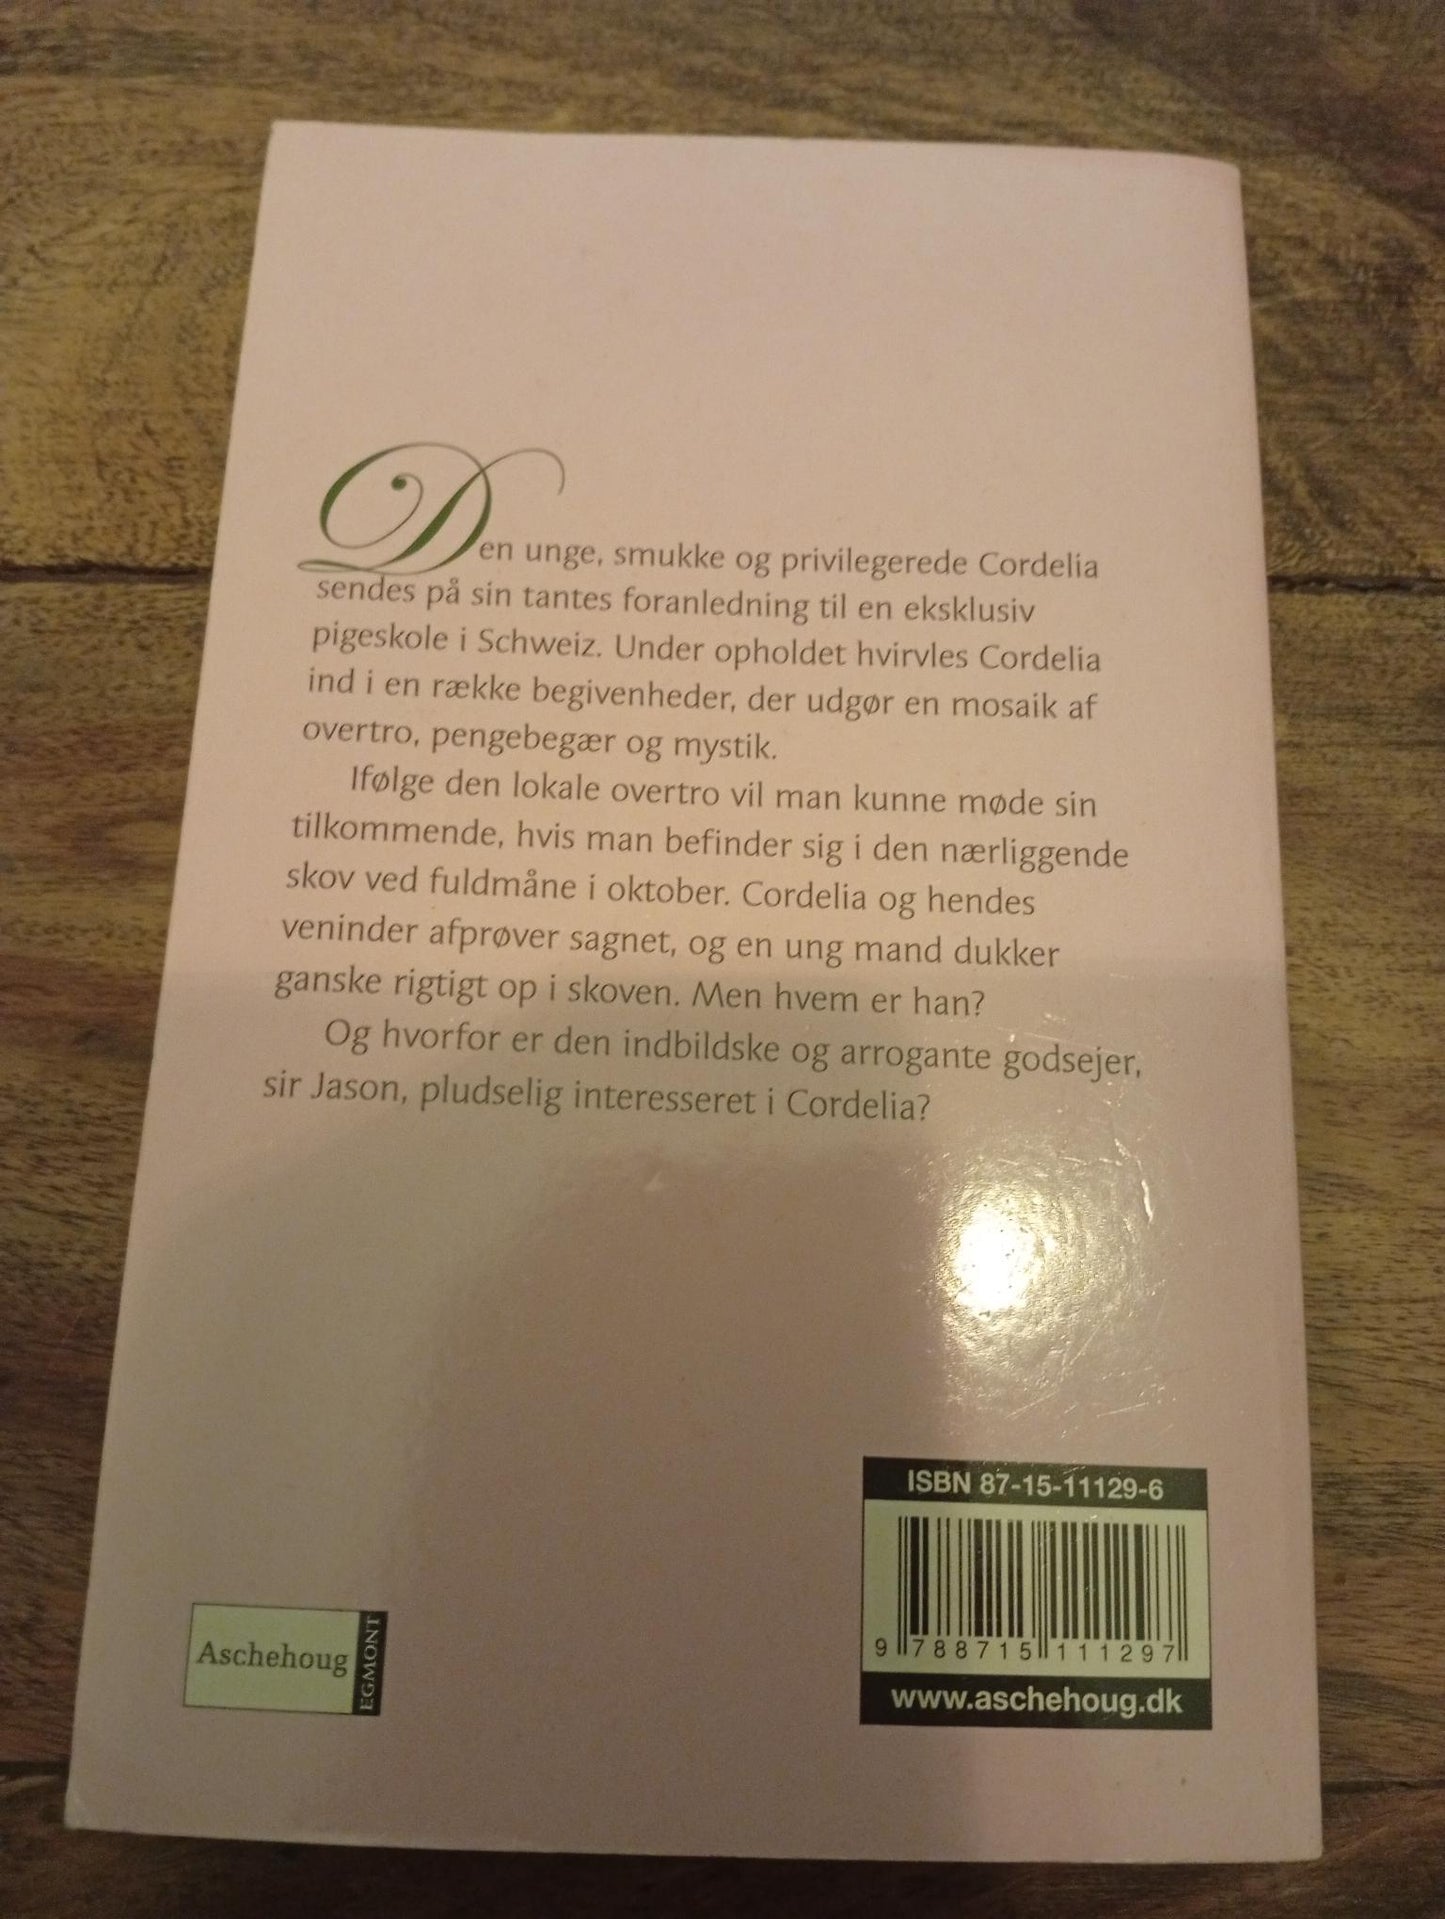 Den unge, smukke og privilegerede Cordelia
sendes på sin tantes foranledning til en eksklusiv
pigeskole i Schweiz. Under opholdet hvirvles Cordelia
ind i en række begivenheder, der udgør en mosaik af
overtro, pengebegær og mystik.
Ifølge den lokale overtro vil man kunne møde sin
tilkommende, hvis man befinder sig i den nærliggende
skov ved fuldmåne i oktober. Cordelia og hendes
veninder afprøver sagnet, og en ung mand dukker
ganske rigtigt op i skoven. Men hvem er han?
Og hvorfor er den indbildske og arrogante godsejer,
sir Jason, pludselig interesseret i Cordelia?
ISBN 87-15-11129-6
9 788715 111297
www.aschehoug.dk
Aschehoug
EGMONT